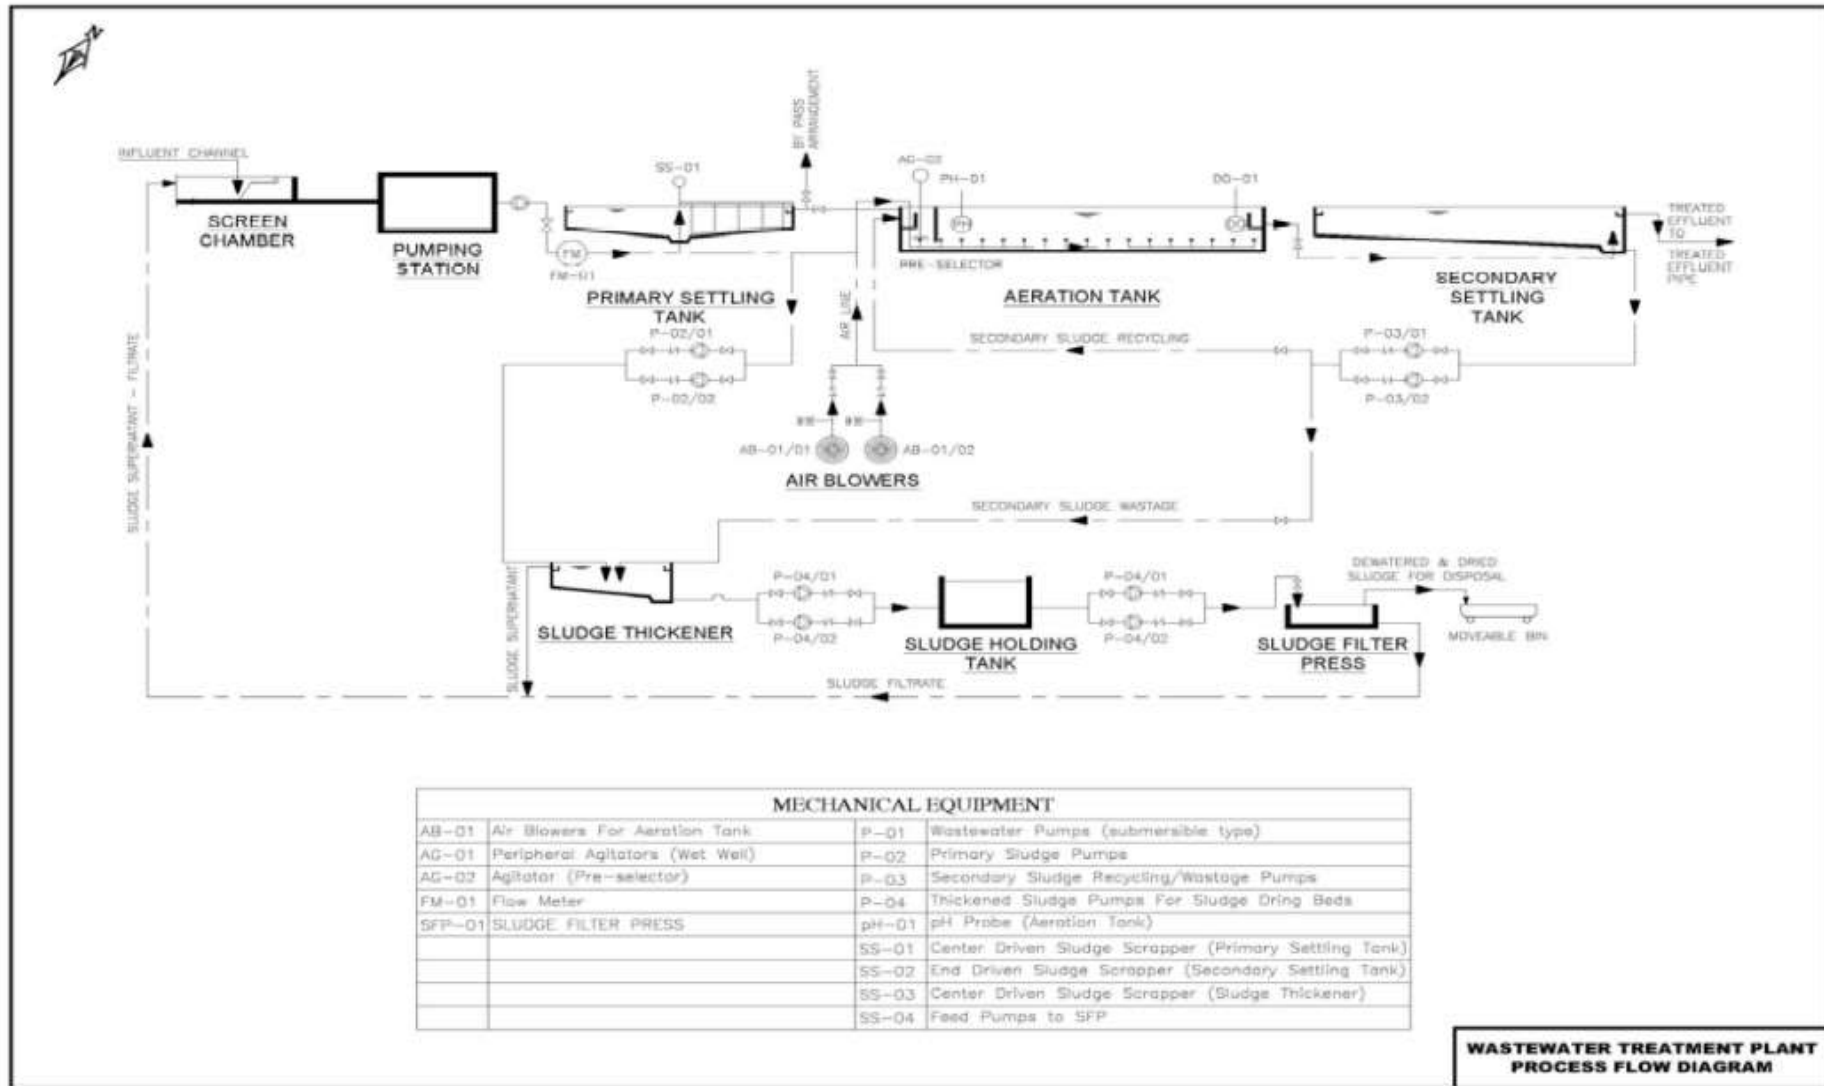 N
BY PASS
ARRANGEMENT
INFLUENT CHANNEL
SS-01
AG-02
PH-01
DO-01
SCREEN
CHAMBER
PUMPING
STATION
FM
FM-01
PRIMARY SETTLING
TANK
PH
DO
PRE-SELECTOR
AERATION TANK
SECONDARY
SETTLING
TANK
TREATED
EFFLUENT
TO
TREATED
EFFLUENT
PIPE
P-02/01
P-02/02
AIR LINE
SECONDARY SLUDGE RECYCLING
P-03/01
P-03/02
SLUDGE SUPERNATANT - FILTRATE
AB-01/01
AB-01/02
AIR BLOWERS
SECONDARY SLUDGE WASTAGE
SLUDGE SUPERNATANT
SLUDGE THICKENER
P-04/01
P-04/02
SLUDGE HOLDING
TANK
P-04/01
P-04/02
SLUDGE FILTER
PRESS
DEWATERED & DRIED
SLUDGE FOR DISPOSAL
MOVEABLE BIN
SLUDGE FILTRATE
MECHANICAL EQUIPMENT
AB-01 Air Blowers For Aeration Tank P-01 Wastewater Pumps (submersible type)
AG-01 Peripheral Agitators (Wet Well) P-02 Primary Sludge Pumps
AG-02 Agitator (Pre-selector) P-03 Secondary Sludge Recycling/Wastage Pumps
FM-01 Flow Meter P-04 Thickened Sludge Pumps For Sludge Dring Beds
SFP-01 SLUDGE FILTER PRESS pH-01 pH Probe (Aeration Tank)
SS-01 Center Driven Sludge Scrapper (Primary Settling Tank)
SS-02 End Driven Sludge Scrapper (Secondary Settling Tank)
SS-03 Center Driven Sludge Scrapper (Sludge Thickener)
SS-04 Feed Pumps to SFP
WASTEWATER TREATMENT PLANT
PROCESS FLOW DIAGRAM